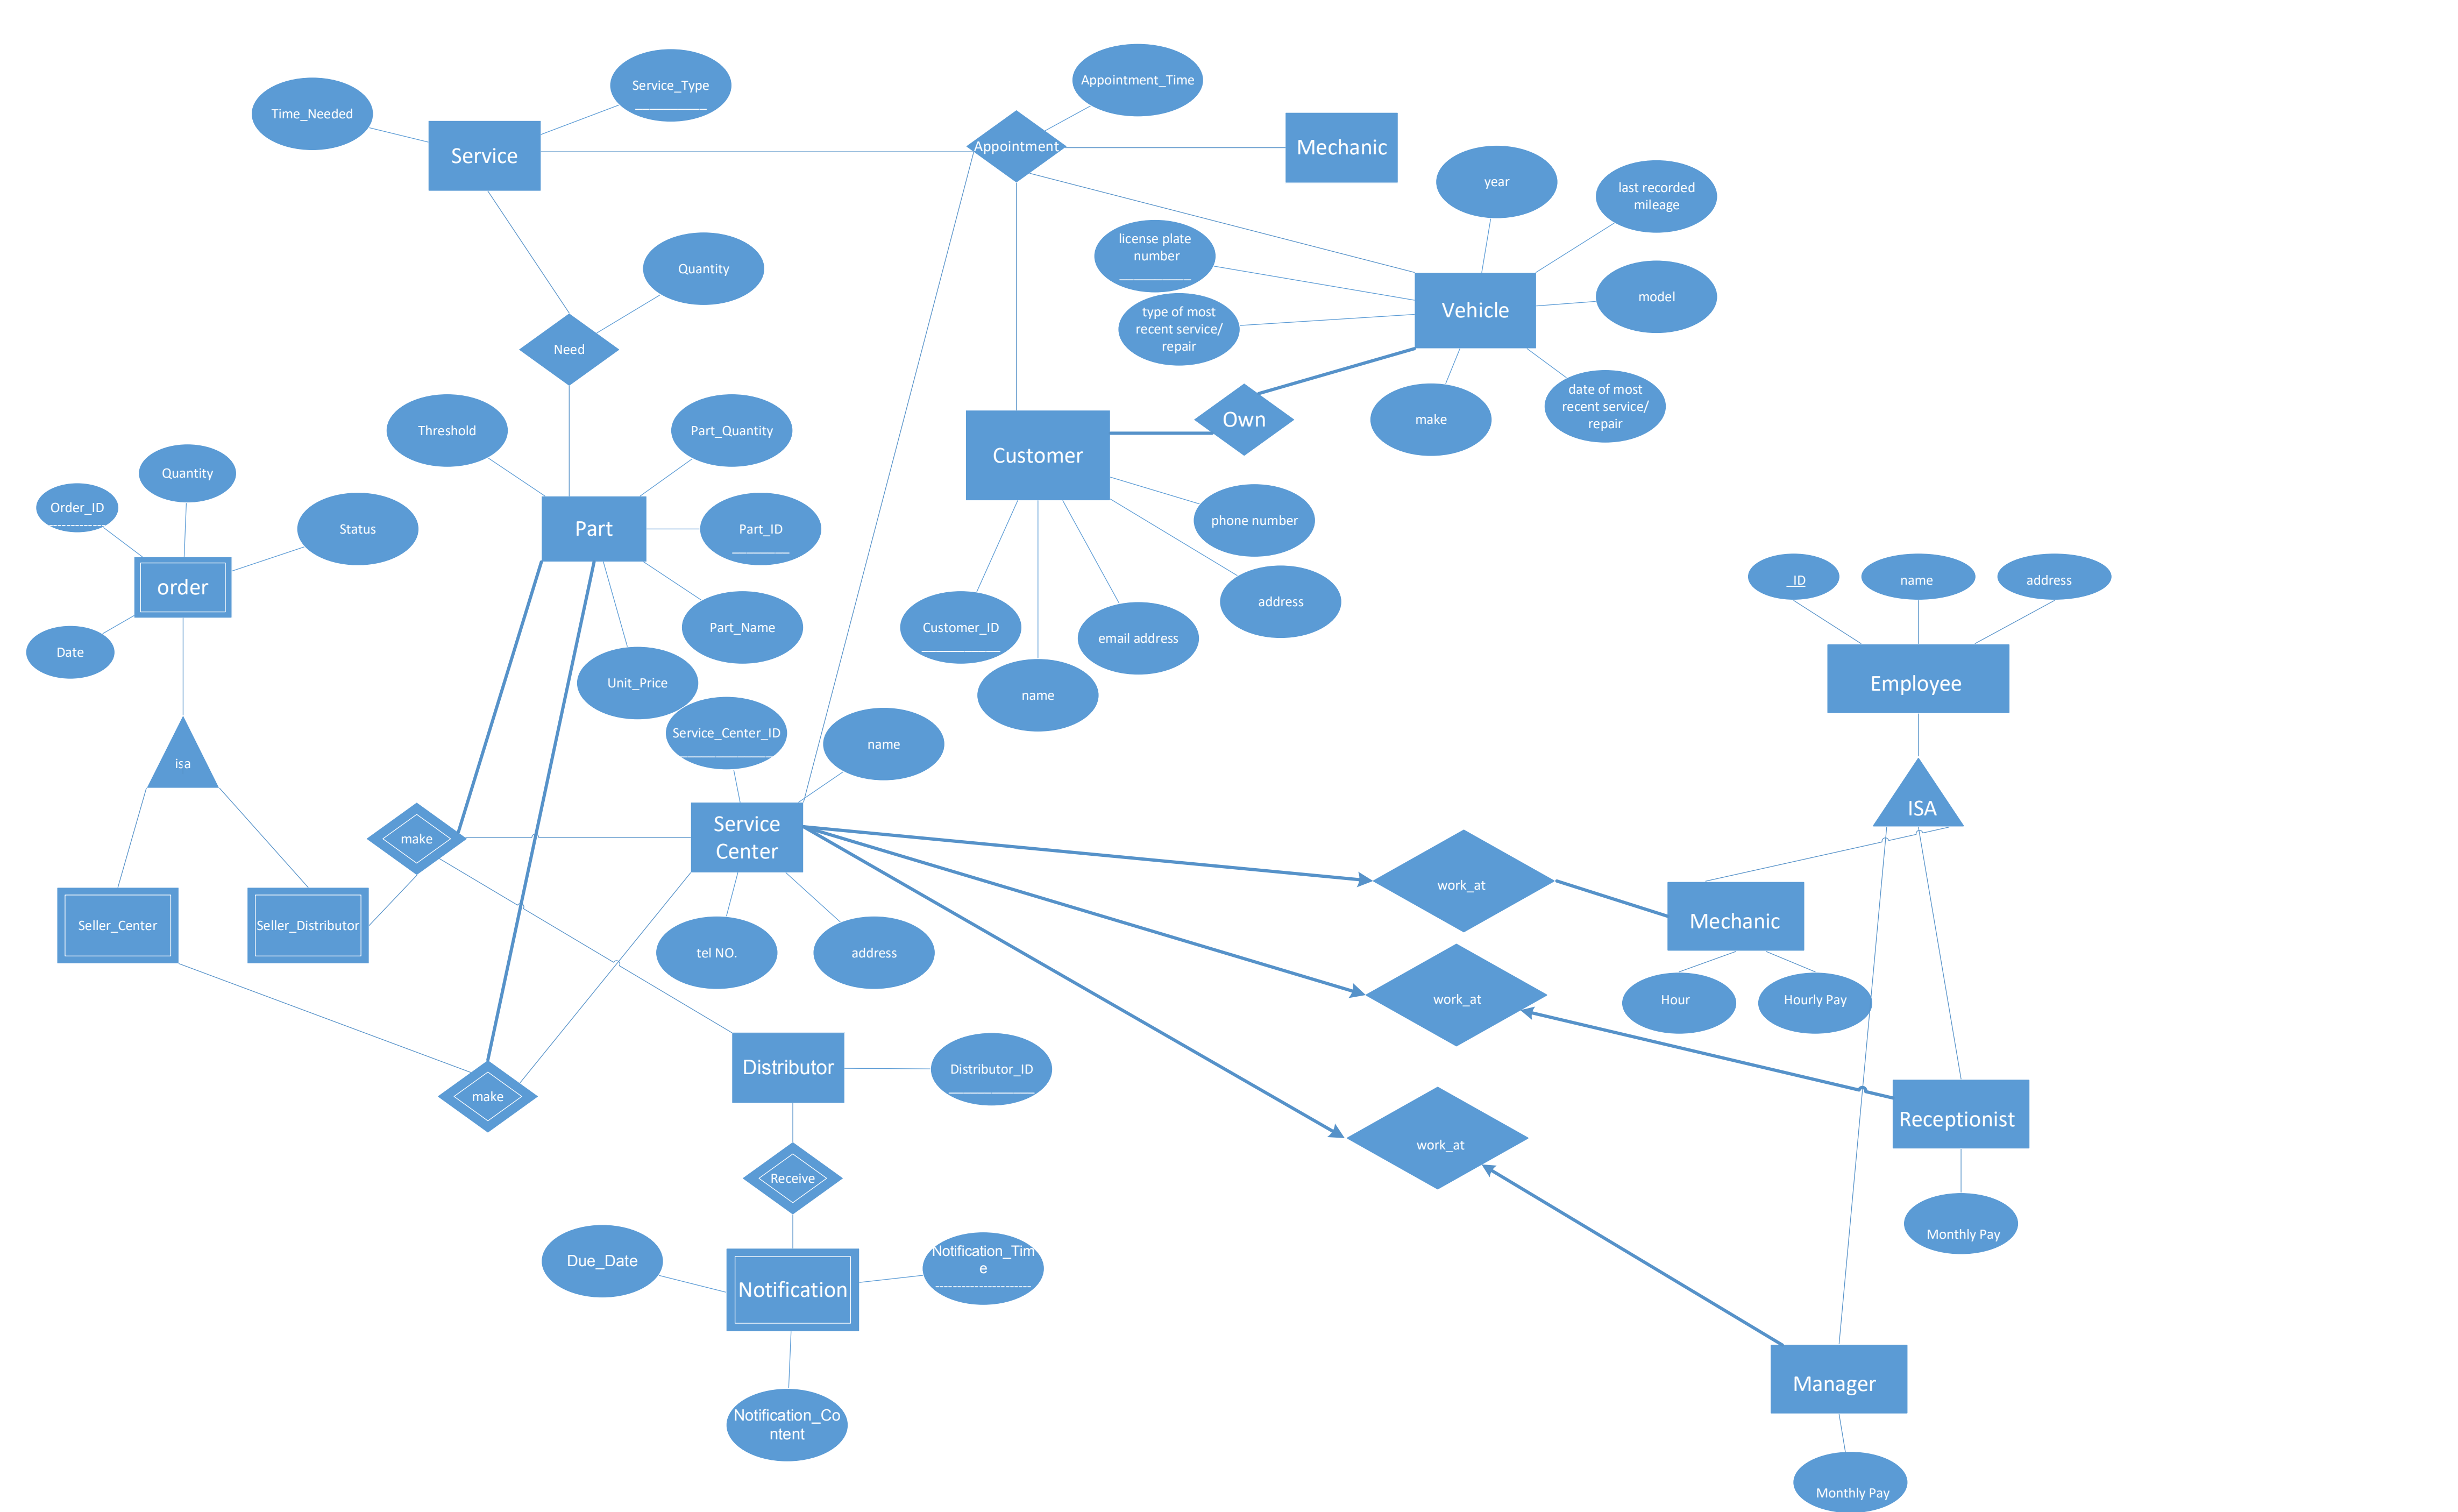 Appointment_Time
Service_Type
Time_Needed
Service
Appointment
Mechanic
year
last recorded
mileage
license plate
number
Quantity
model
Vehicle
type of most
recent service/
repair
Need
date of most
recent service/
repair
make
Own
Threshold
Part_Quantity
Customer
Quantity
Order_ID
Status
Part
Part_ID
phone number
order
_ID
name
address
address
Part_Name
Customer_ID
email address
Date
Unit_Price
name
Employee
Service_Center_ID
name
isa
ISA
Service
Center
make
work_at
Mechanic
Seller_Center
Seller_Distributor
tel NO.
address
work_at
Hour
Hourly Pay
Distributor
Distributor_ID
make
Receptionist
work_at
Receive
Monthly Pay
Due_Date
Notification_Tim
e
Notification
Manager
Notification_Co
ntent
Monthly Pay